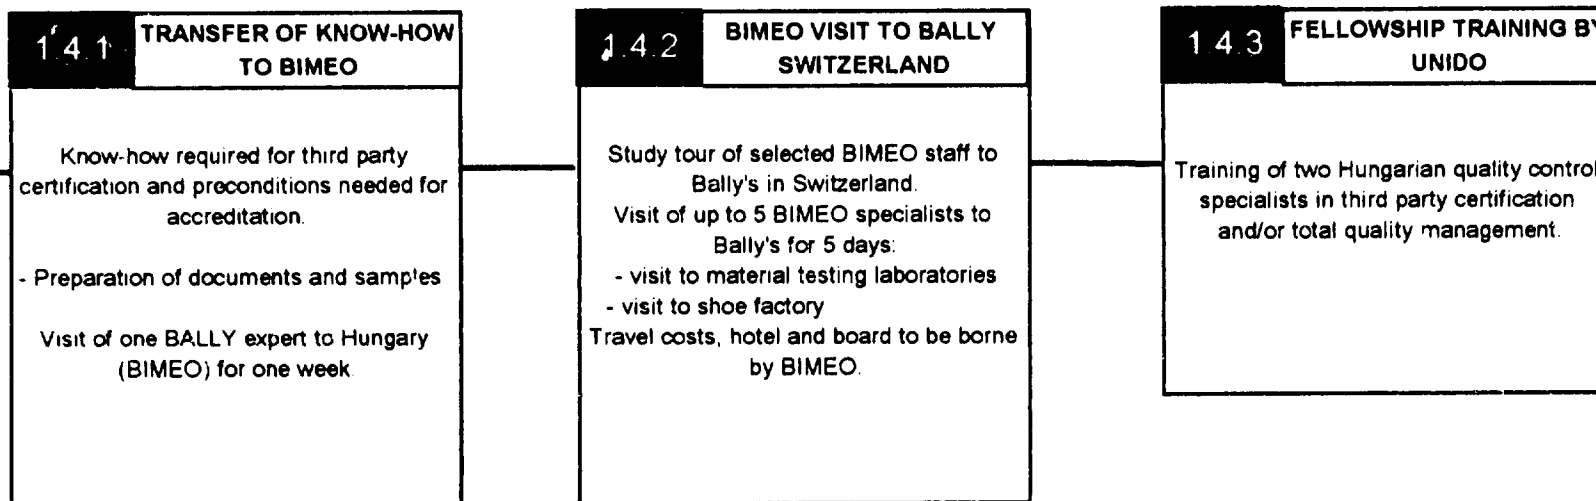 1.4.1
TRANSFER OF KNOW-HOW
TO BIMEO
Know-how required for third party
certification and preconditions needed for
accreditation.
- Preparation of documents and samples
Visit of one BALLY expert to Hungary
(BIMEO) for one week
1.4.2
BIMEO VISIT TO BALLY
SWITZERLAND
Study tour of selected BIMEO staff to
Bally's in Switzerland.
Visit of up to 5 BIMEO specialists to
Bally's for 5 days:
- visit to material testing laboratories
- visit to shoe factory
Travel costs, hotel and board to be borne
by BIMEO.
1.4.3
FELLOWSHIP TRAINING BY
UNIDO
Training of two Hungarian quality control
specialists in third party certification
and/or total quality management.